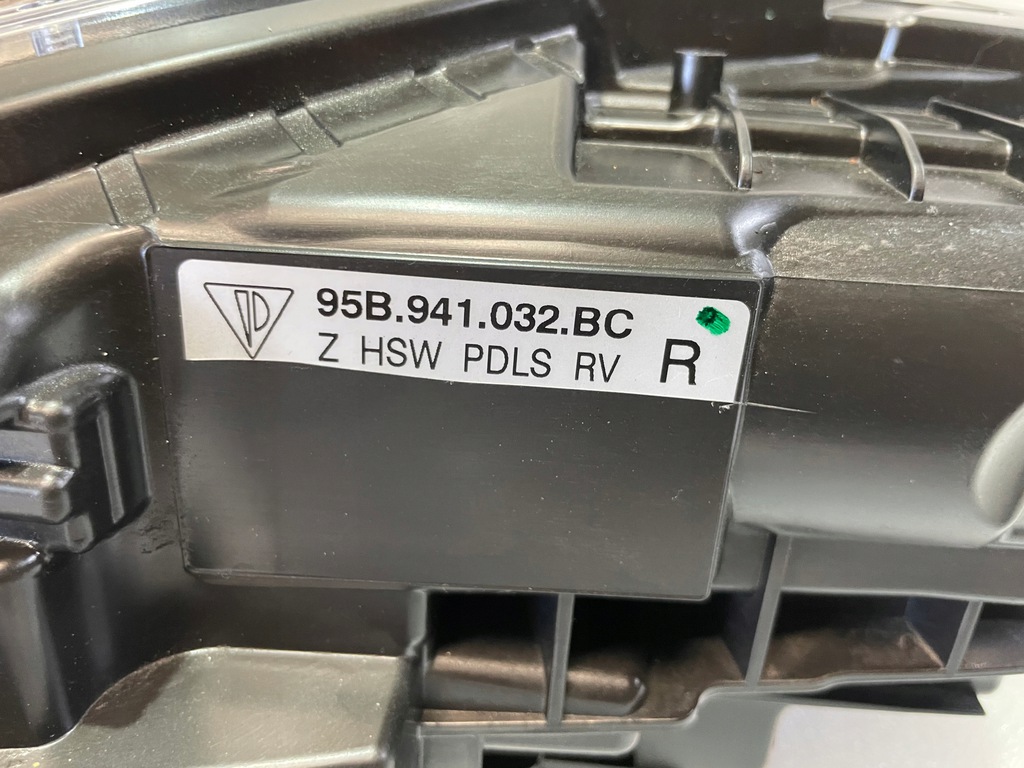 95B.941.032.BC
Z HSW PDLS RV R